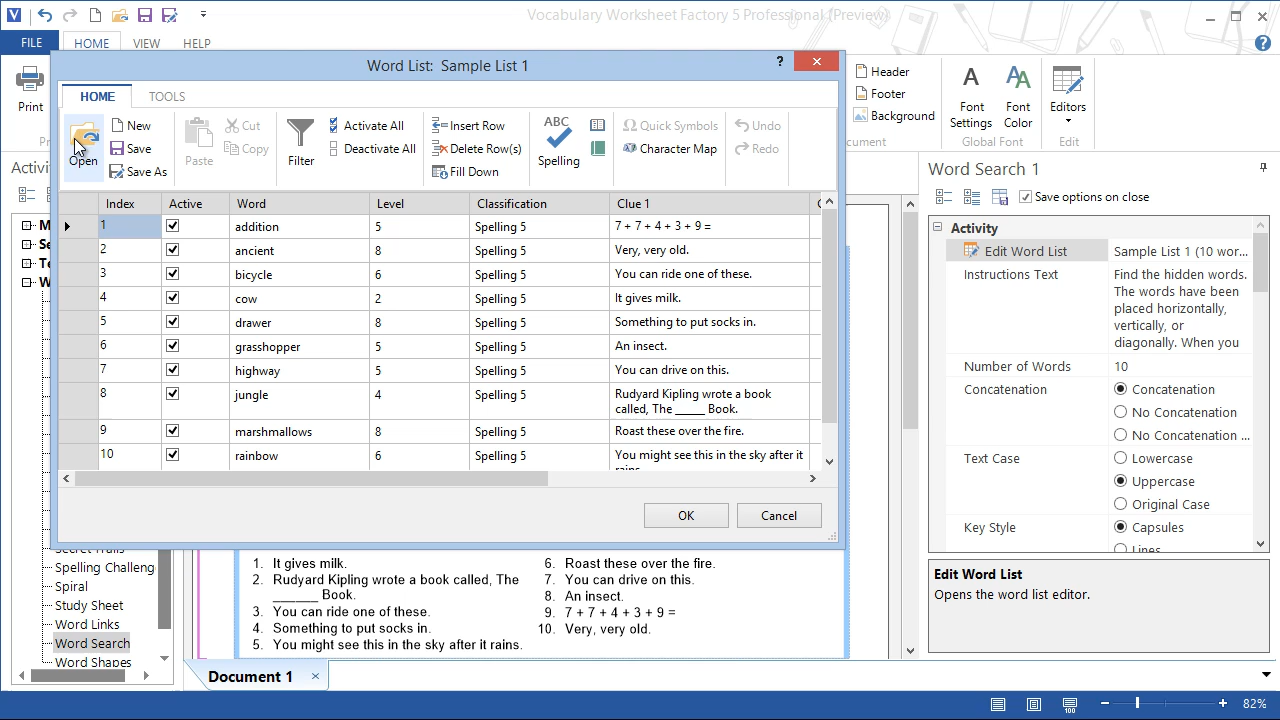 Vocabulary Worksheet Factory 5 Professional (Preview)
FILE
HOME
VIEW
HELP
Print
Header
Footer
Background
Font
Settings
Font
Color
Editors
Global Font
Edit
Word List: Sample List 1
?
HOME
TOOLS
Open
New
Save
Save As
Paste
Cut
Copy
Filter
Activate All
Deactivate All
Insert Row
Delete Row(s)
Fill Down
ABC
Spelling
Quick Symbols
Character Map
Undo
Redo
Index Active Word Level Classification Clue 1
1 addition 5 Spelling 5 7 + 7 + 4 + 3 + 9 =
2 ancient 8 Spelling 5 Very, very old.
3 bicycle 6 Spelling 5 You can ride one of these.
4 cow 2 Spelling 5 It gives milk.
5 drawer 8 Spelling 5 Something to put socks in.
6 grasshopper 5 Spelling 5 An insect.
7 highway 5 Spelling 5 You can drive on this.
8 jungle 4 Spelling 5 Rudyard Kipling wrote a book
called, The _____ Book.
9 marshmallows 8 Spelling 5 Roast these over the fire.
10 rainbow 6 Spelling 5 You might see this in the sky after it
rains.
OK
Cancel
Spelling Challeng
Spiral
Study Sheet
Word Links
Word Search
Word Shapes
1. It gives milk.
2. Rudyard Kipling wrote a book called, The
______ Book.
3. You can ride one of these.
4. Something to put socks in.
5. You might see this in the sky after it rains.
6. Roast these over the fire.
7. You can drive on this.
8. An insect.
9. 7 + 7 + 4 + 3 + 9 =
10. Very, very old.
Document 1
Word Search 1
Save options on close
Activity
Edit Word List Sample List 1 (10 wor...
Instructions Text Find the hidden words.
The words have been
placed horizontally,
vertically, or
diagonally. When you
Number of Words 10
Concatenation Concatenation
No Concatenation
No Concatenation ...
Text Case Lowercase
Uppercase
Original Case
Key Style Capsules
Lines
Edit Word List
Opens the word list editor.
100
82%